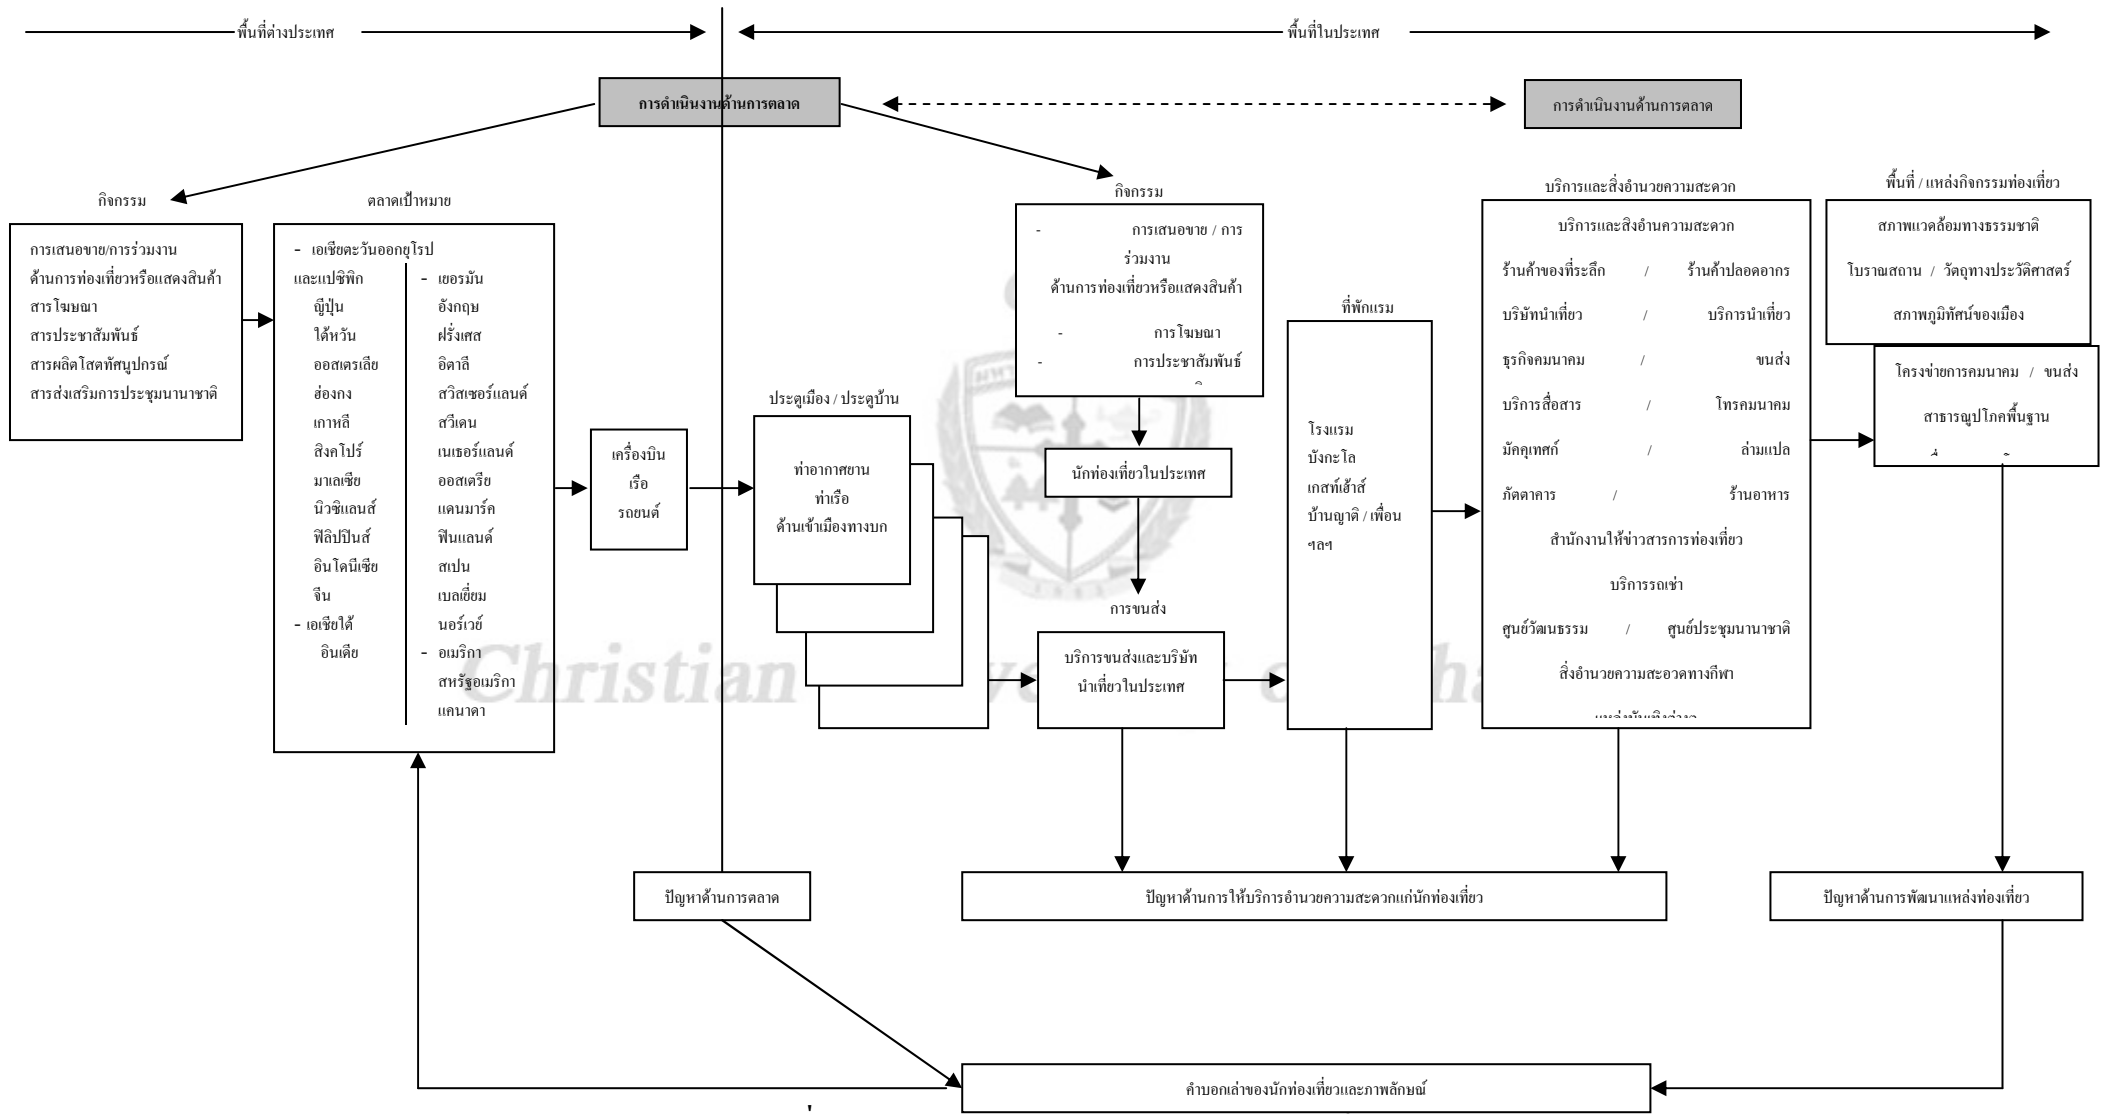 พื้นที่ต่างประเทศ
พื้นที่ในประเทศ
การดำเนินงานด้านการตลาด
การดำเนินงานด้านการตลาด
กิจกรรม
การเสนอขาย/การร่วมงาน
ด้านการท่องเที่ยวหรือแสดงสินค้า
สารโฆษณา
สารประชาสัมพันธ์
สารผลิตโสตทัศนูปกรณ์
สารส่งเสริมการประชุมนานาชาติ
ตลาดเป้าหมาย
- เอเชียตะวันออกยุโรป
และแปซิพิก
ญี่ปุ่น
ใต้หวัน
ออสเตรเลีย
ฮ่องกง
เกาหลี
สิงคโปร์
มาเลเซีย
นิวซิแลนส์
ฟิลิปปินส์
อินโดนีเซีย
จีน
- เอเชียใต้
อินเดีย
- เยอรมัน
อังกฤษ
ฝรั่งเศส
อิตาลี
สวิสเซอร์แลนด์
สวีเดน
เนเธอร์แลนด์
ออสเตรีย
แดนมาร์ค
ฟินแลนด์
สเปน
เบลเยี่ยม
นอร์เวย์
- อเมริกา
สหรัฐอเมริกา
แคนาดา
เครื่องบิน
เรือ
รถยนต์
ประตูเมือง / ประตูบ้าน
ท่าอากาศยาน
ท่าเรือ
ด้านเข้าเมืองทางบก
กิจกรรม
- การเสนอขาย / การ
ร่วมงาน
ด้านการท่องเที่ยวหรือแสดงสินค้า
- การโฆษณา
- การประชาสัมพันธ์
นักท่องเที่ยวในประเทศ
การขนส่ง
บริการขนส่งและบริษัท
นำเที่ยวในประเทศ
ที่พักแรม
โรงแรม
บังกะโล
เกสท์เฮ้าส์
บ้านญาติ / เพื่อน
ฯลฯ
บริการและสิ่งอำนวยความสะดวก
บริการและสิงอำนความสะดวก
ร้านค้าของที่ระลึก / ร้านค้าปลอดอากร
บริษัทนำเที่ยว / บริการนำเที่ยว
ธุรกิจคมนาคม / ขนส่ง
บริการสื่อสาร / โทรคมนาคม
มัคคุเทศก์ / ล่ามแปล
ภัตตาคาร / ร้านอาหาร
สำนักงานให้ข่าวสารการท่องเที่ยว
บริการรถเช่า
ศูนย์วัฒนธรรม / ศูนย์ประชุมนานาชาติ
สิ่งอำนวยความสะอวดทางกีฬา
พื้นที่ / แหล่งกิจกรรมท่องเที่ยว
สภาพแวดล้อมทางธรรมชาติ
โบราณสถาน / วัตถุทางประวัติศาสตร์
สภาพภูมิทัศน์ของเมือง
โครงข่ายการคมนาคม / ขนส่ง
สาธารณูปโภคพื้นฐาน
Christian
ปัญหาด้านการตลาด
ปัญหาด้านการให้บริการอำนวยความสะดวกแก่นักท่องเที่ยว
ปัญหาด้านการพัฒนาแหล่งท่องเที่ยว
คำบอกเล่าของนักท่องเที่ยวและภาพลักษณ์